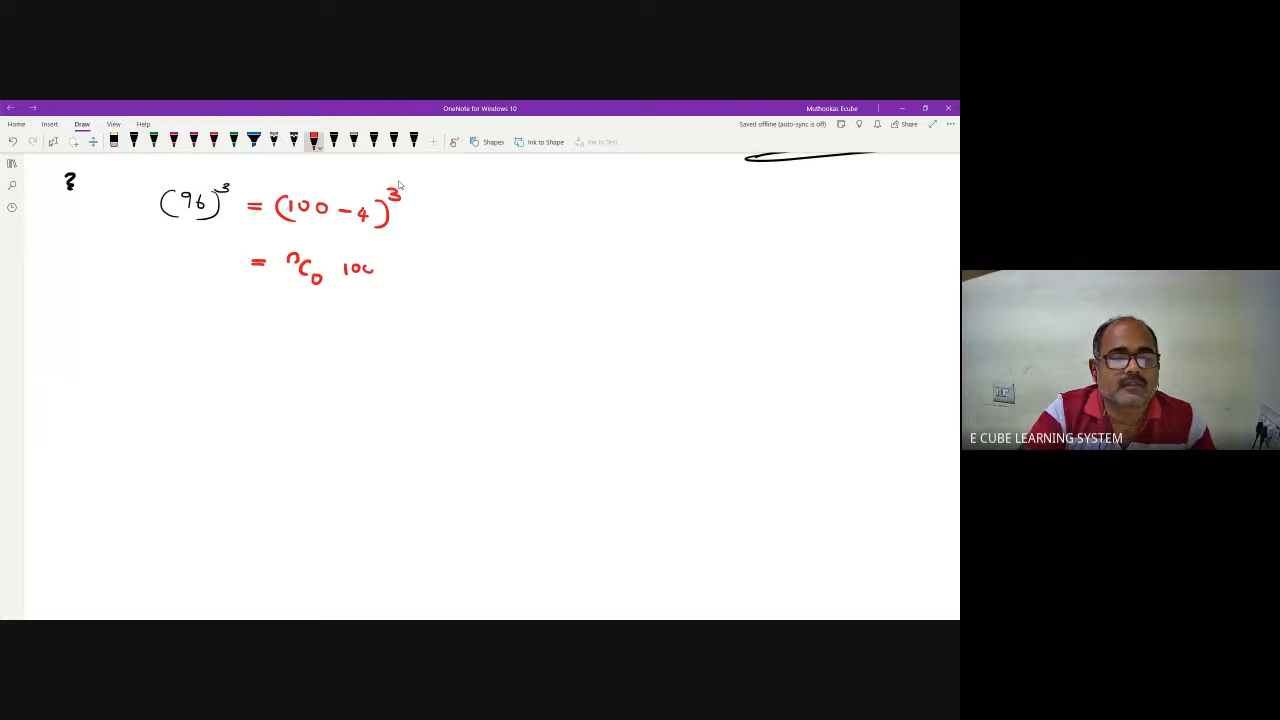 OneNote for Windows 10
Muthookas Ecube
Home Insert Draw View Help
Saved offline (auto-sync is off)
Share
Shapes
Ink to Shape
Ink to Text
?
(96)³ = (100 - 4)³
= ⁿC₀ 100
E CUBE LEARNING SYSTEM